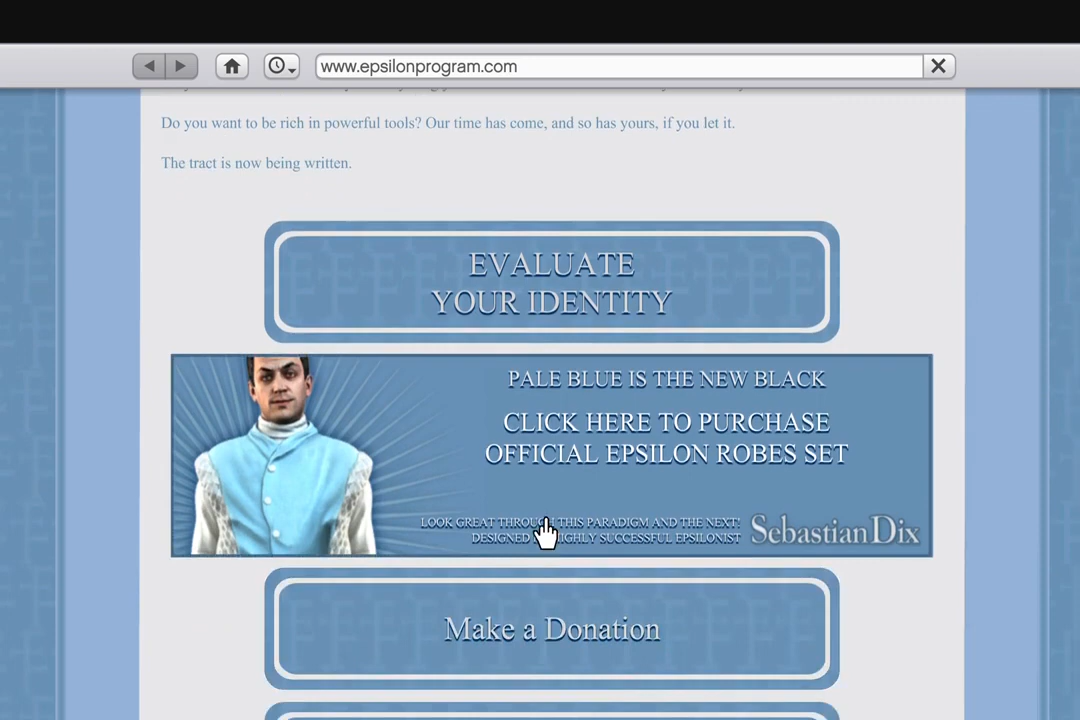 www.epsilonprogram.com
Do you want to be rich in powerful tools? Our time has come, and so has yours, if you let it.
The tract is now being written.
EVALUATE
YOUR IDENTITY
PALE BLUE IS THE NEW BLACK
CLICK HERE TO PURCHASE
OFFICIAL EPSILON ROBES SET
LOOK GREAT THROUGH THIS PARADIGM AND THE NEXT!
DESIGNED HIGHLY SUCCESSFUL EPSILONIST
SebastianDix
Make a Donation